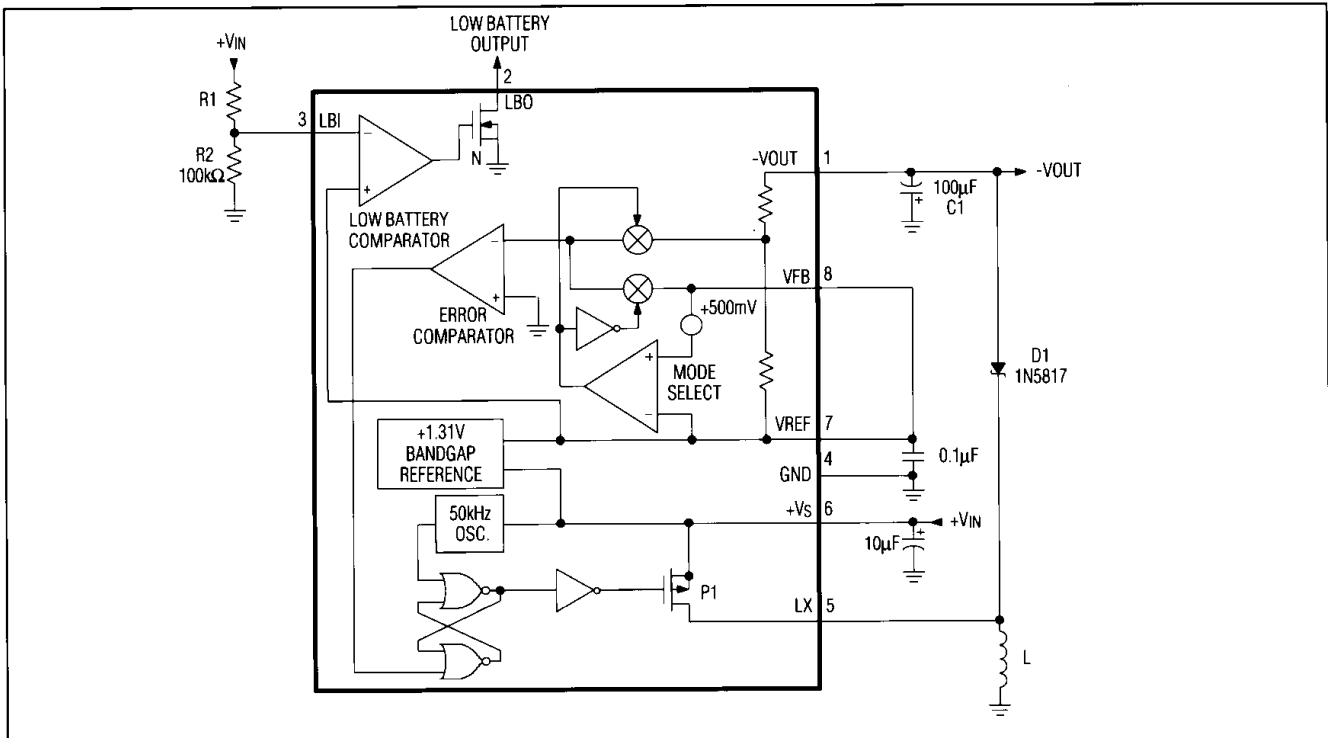 LOW BATTERY
OUTPUT
+VIN
2
LBO
R1
3 LBI
−
N
R2
100kΩ
+
LOW BATTERY
COMPARATOR
-VOUT
1
-VOUT
100µF
+
C1
−
VFB
8
+
+500mV
ERROR
COMPARATOR
+
MODE
SELECT
−
D1
1N5817
VREF
7
+1.31V
BANDGAP
REFERENCE
4
GND
0.1µF
50kHz
OSC.
+VS
6
+VIN
10µF
+
P1
LX
5
L